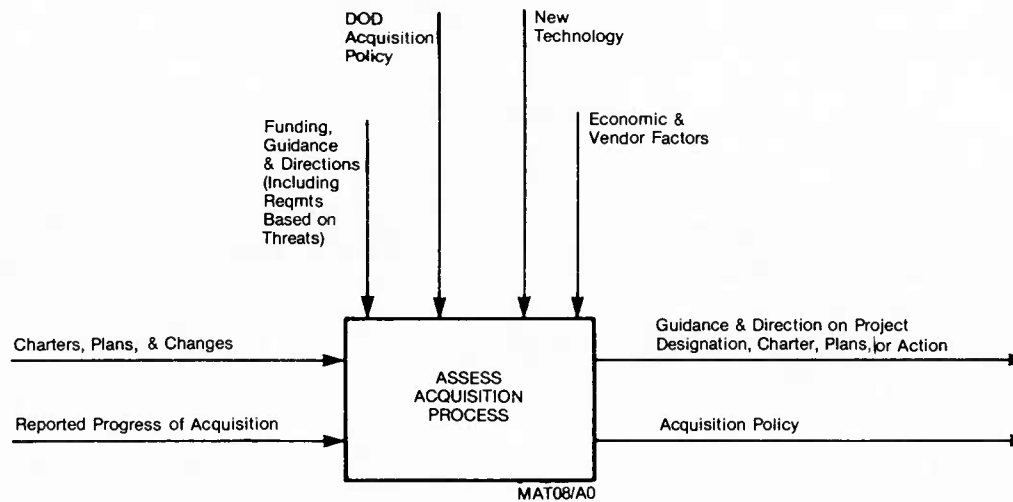 DOD
Acquisition
Policy
New
Technology
Funding,
Guidance
& Directions
(Including
Reqmts
Based on
Threats)
Economic &
Vendor Factors
Charters, Plans, & Changes
Reported Progress of Acquisition
ASSESS
ACQUISITION
PROCESS
Guidance & Direction on Project
Designation, Charter, Plans, or Action
Acquisition Policy
MAT08/A0